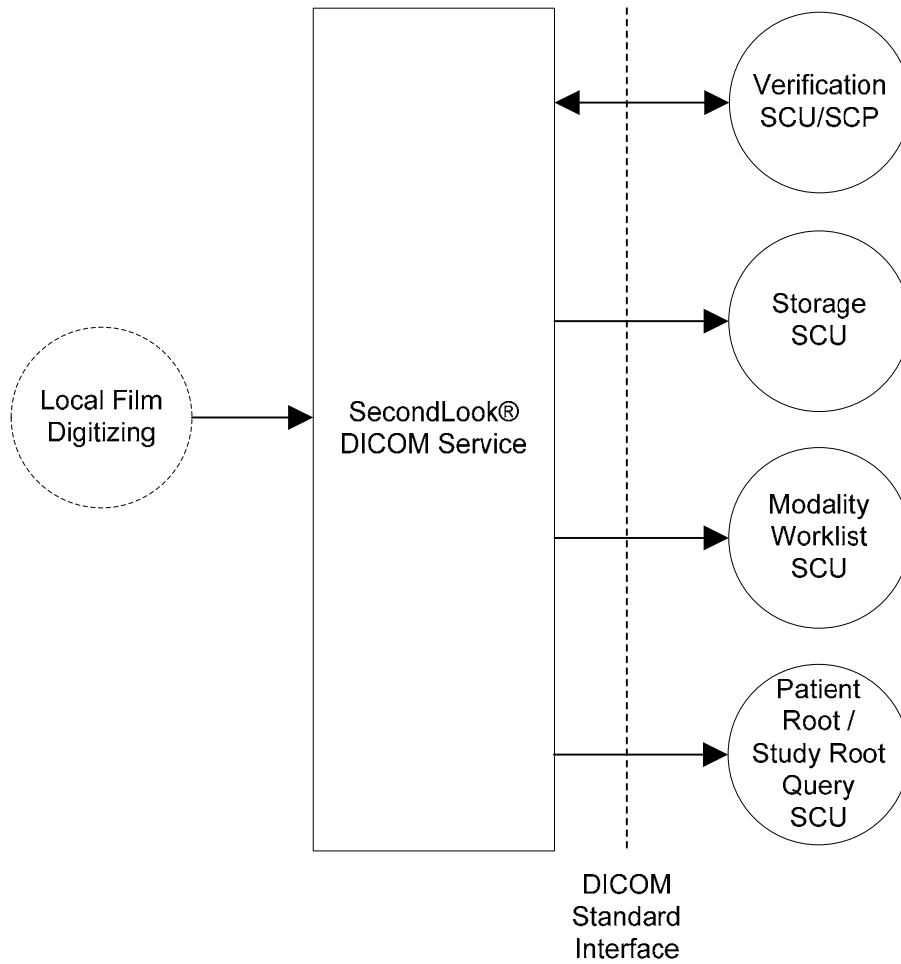 Verification
SCU/SCP
Storage
SCU
Local Film
Digitizing
SecondLook®
DICOM Service
Modality
Worklist
SCU
Patient
Root /
Study Root
Query
SCU
DICOM
Standard
Interface